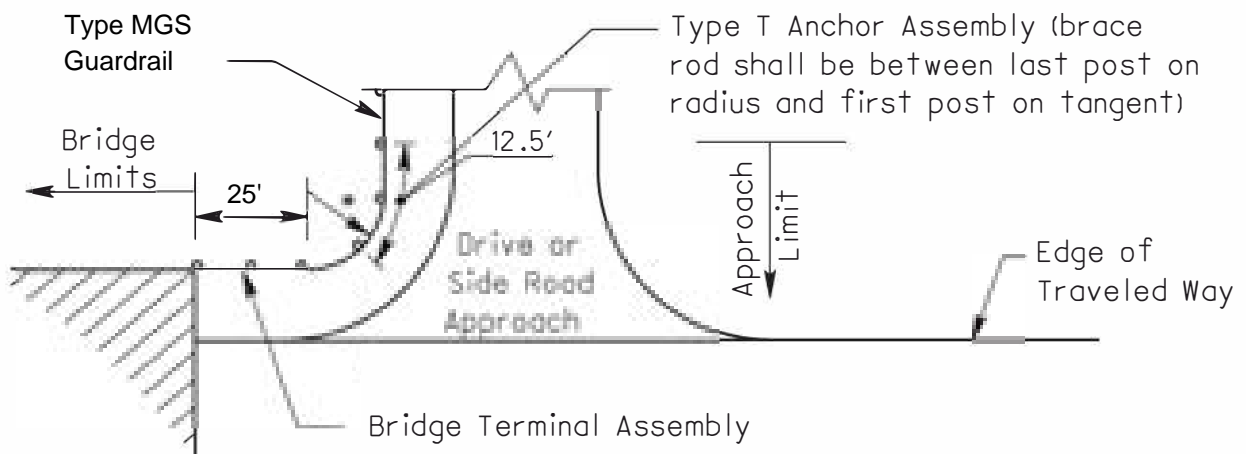 Type MGS
Guardrail
Type T Anchor Assembly (brace
rod shall be between last post on
radius and first post on tangent)
Bridge
Limits
12.5'
25'
Approach
Limit
Drive or
Side Road
Approach
Edge of
Traveled Way
Bridge Terminal Assembly